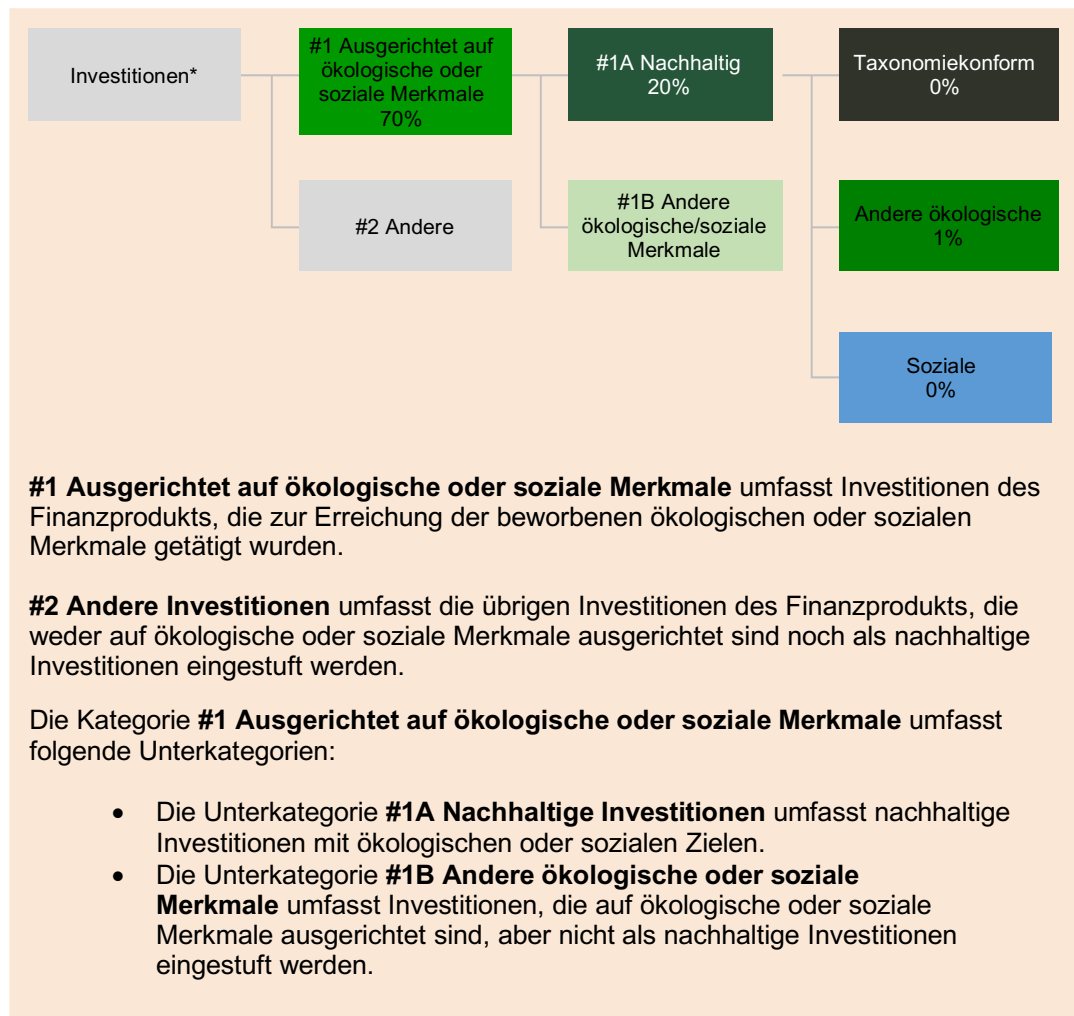 Investitionen*
#1 Ausgerichtet auf
ökologische oder
soziale Merkmale
70%
#1A Nachhaltig
20%
Taxonomiekonform
0%
#2 Andere
#1B Andere
ökologische/soziale
Merkmale
Andere ökologische
1%
Soziale
0%
#1 Ausgerichtet auf ökologische oder soziale Merkmale umfasst Investitionen des
Finanzprodukts, die zur Erreichung der beworbenen ökologischen oder sozialen
Merkmale getätigt wurden.
#2 Andere Investitionen umfasst die übrigen Investitionen des Finanzprodukts, die
weder auf ökologische oder soziale Merkmale ausgerichtet sind noch als nachhaltige
Investitionen eingestuft werden.
Die Kategorie #1 Ausgerichtet auf ökologische oder soziale Merkmale umfasst
folgende Unterkategorien:
• Die Unterkategorie #1A Nachhaltige Investitionen umfasst nachhaltige
Investitionen mit ökologischen oder sozialen Zielen.
• Die Unterkategorie #1B Andere ökologische oder soziale
Merkmale umfasst Investitionen, die auf ökologische oder soziale
Merkmale ausgerichtet sind, aber nicht als nachhaltige Investitionen
eingestuft werden.